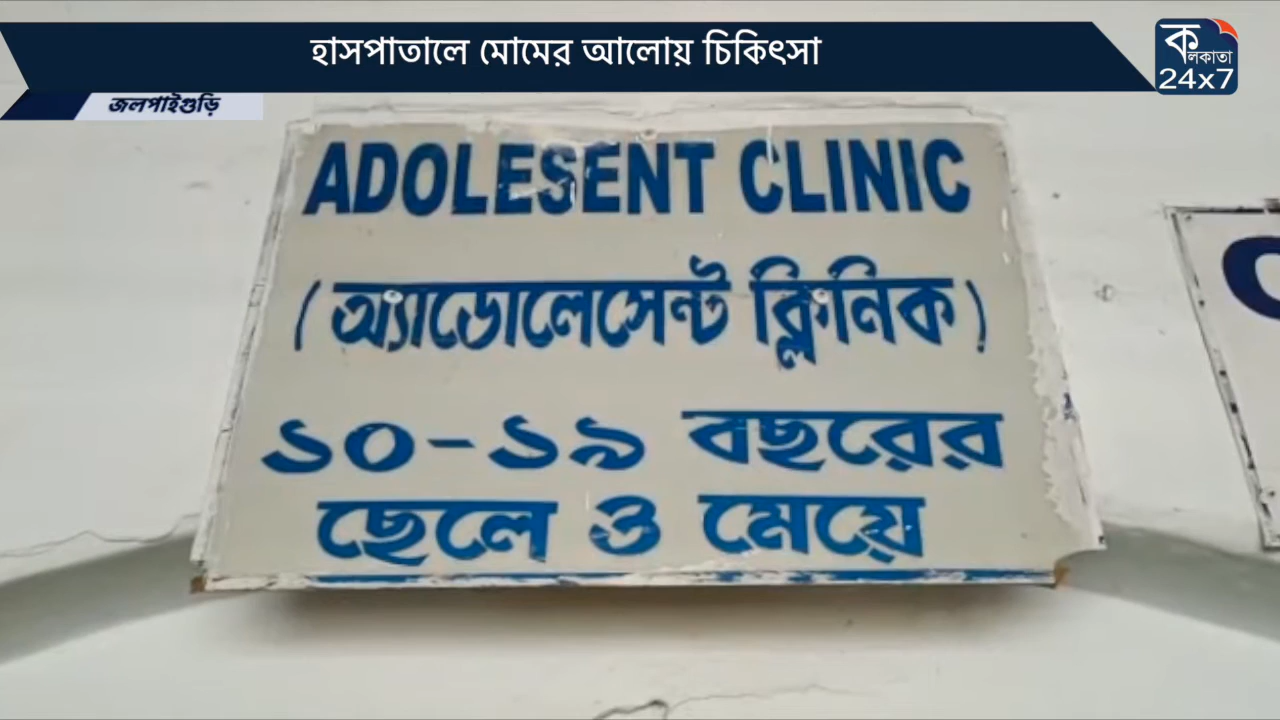 হাসপাতালে মোমের আলোয় চিকিৎসা
কলকাতা
24x7
জলপাইগুড়ি
ADOLESENT CLINIC
(অ্যাডোলেসেন্ট ক্লিনিক)
১০-১৯ বছরের
ছেলে ও মেয়ে